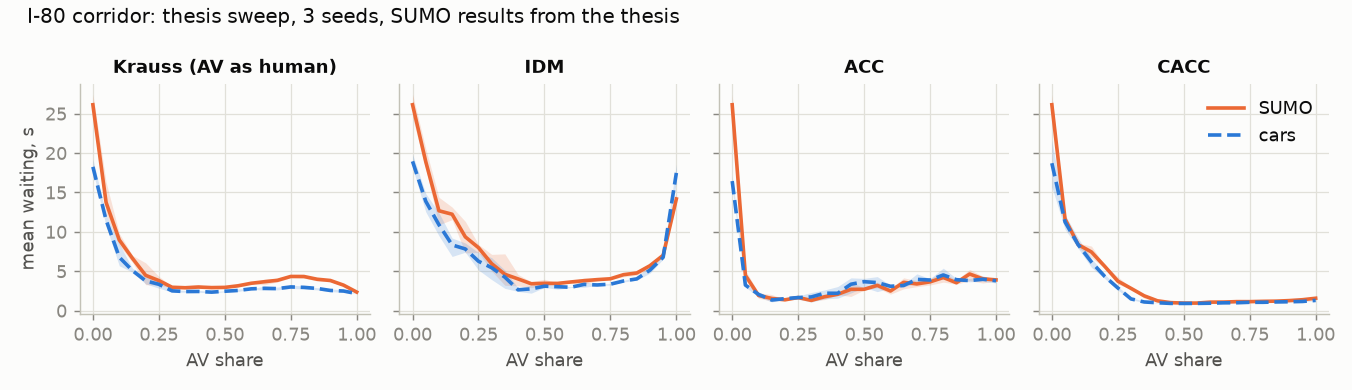 I-80 corridor: thesis sweep, 3 seeds, SUMO results from the thesis
Krauss (AV as human)
IDM
ACC
CACC
mean waiting, s
25
20
15
10
5
0
SUMO
cars
0.00 0.25 0.50 0.75 1.00
0.00 0.25 0.50 0.75 1.00
0.00 0.25 0.50 0.75 1.00
0.00 0.25 0.50 0.75 1.00
AV share
AV share
AV share
AV share